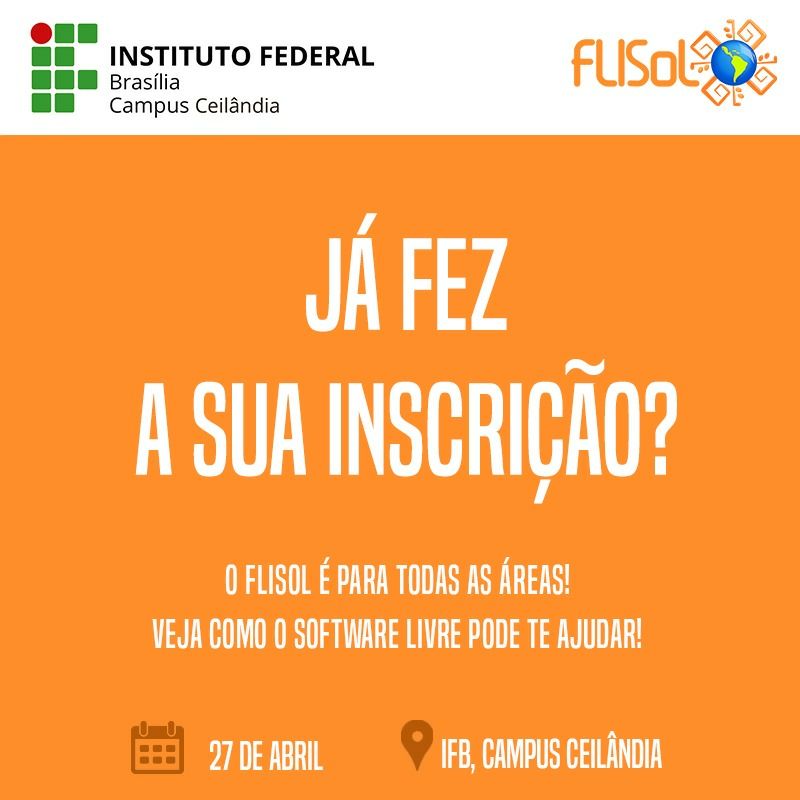 INSTITUTO FEDERAL
Brasília
Campus Ceilândia
FLISoL
JÁ FEZ
A SUA INSCRIÇÃO?
O FLISOL É PARA TODAS AS ÁREAS!
VEJA COMO O SOFTWARE LIVRE PODE TE AJUDAR!
27 DE ABRIL
IFB, CAMPUS CEILÂNDIA